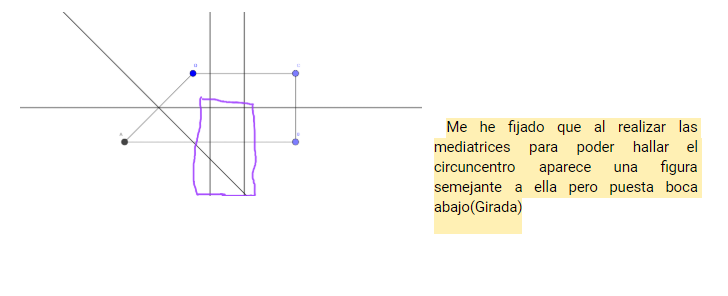 A
D
C
B
Me he fijado que al realizar las
mediatrices para poder hallar el
circuncentro aparece una figura
semejante a ella pero puesta boca
abajo(Girada)